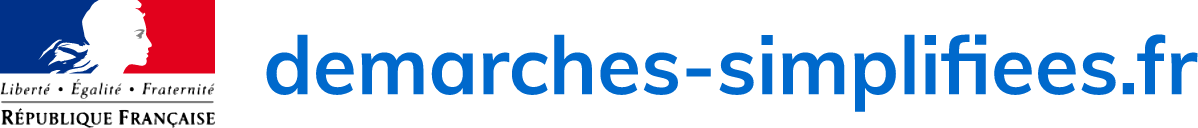 Liberté • Égalité • Fraternité
RÉPUBLIQUE FRANÇAISE
demarches-simplifiees.fr